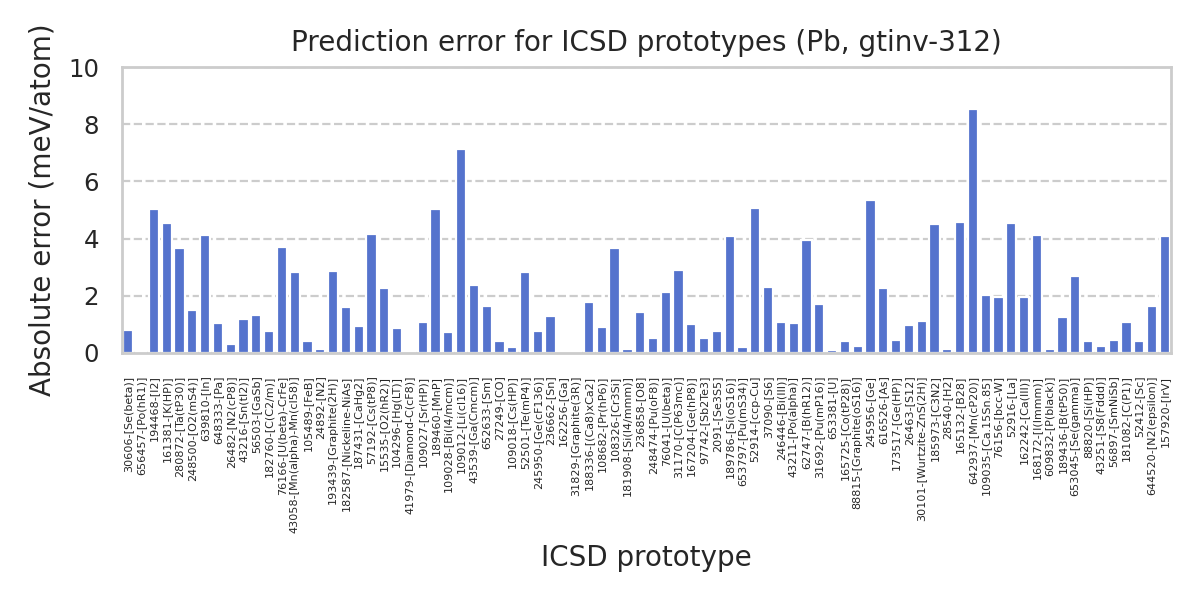 Prediction error for ICSD prototypes (Pb, gtinv-312)
Absolute error (meV/atom)
10
8
6
4
2
0
30606-[Se(beta)]
656457-[Po(hR1)]
194468-[I2]
161381-[K(HP)]
280872-[Ta(tP30)]
248500-[O2(mS4)]
639810-[In]
648333-[Pa]
26482-[N2(cP8)]
43216-[Sn(tI2)]
56503-[GaSb]
182760-[C(C2/m)]
76166-[U(beta)-CrFe]
43058-[Mn(alpha)-Mn(cI58)]
1054899-[FeB]
24892-[N2]
193439-[Graphite(2H)]
182587-[Nickeline-NiAs]
187431-[CaHg2]
57192-[Cs(tP8)]
15535-[O2(hR2)]
104296-[Hg(LT)]
41979-[Diamond-C(cF8)]
109027-[Sr(HP)]
189460-[MnP]
109028-[Bi(I4/mcm)]
109012-[Li(cI16)]
43539-[Ga(Cmcm)]
652633-[Sm]
27249-[CO]
109018-[Cs(HP)]
52501-[Te(mP4)]
245950-[Ge(cF136)]
236662-[Sn]
162256-[Ga]
31829-[Graphite(3R)]
188336-[(Ca8)xCa2]
108682-[Pr(hP6)]
108326-[Cr3Si]
181908-[Si(I4/mmm)]
236858-[O8]
248474-[Pu(oF8)]
76041-[U(beta)]
31170-[C(P63mc)]
167204-[Ge(hP8)]
97742-[Sb2Te3]
2091-[Se3S5]
189786-[Si(oS16)]
653797-[Pu(mS34)]
52914-[ccp-Cu]
37090-[S6]
246446-[Bi(III)]
43211-[Po(alpha)]
62747-[B(hR12)]
31692-[Pu(mP16)]
653381-[U]
165725-[Co(tP28)]
88815-[Graphite(oS16)]
245956-[Ge]
616526-[As]
173517-[Ge(HP)]
26463-[S12]
30101-[Wurtzite-ZnS(2H)]
185973-[C3N2]
28540-[H2]
165132-[B28]
642937-[Mn(cP20)]
109035-[Ca.15Sn.85]
76156-[bcc-W]
52916-[La]
162242-[Ca(III)]
168172-[I(Immm)]
609832-[P(black)]
189436-[B(tP50)]
653045-[Se(gamma)]
88820-[Si(HP)]
43251-[S8(Fddd)]
56897-[SmNiSb]
181082-[C(P1)]
52412-[Sc]
644520-[N2(epsilon)]
157920-[IrV]
ICSD prototype